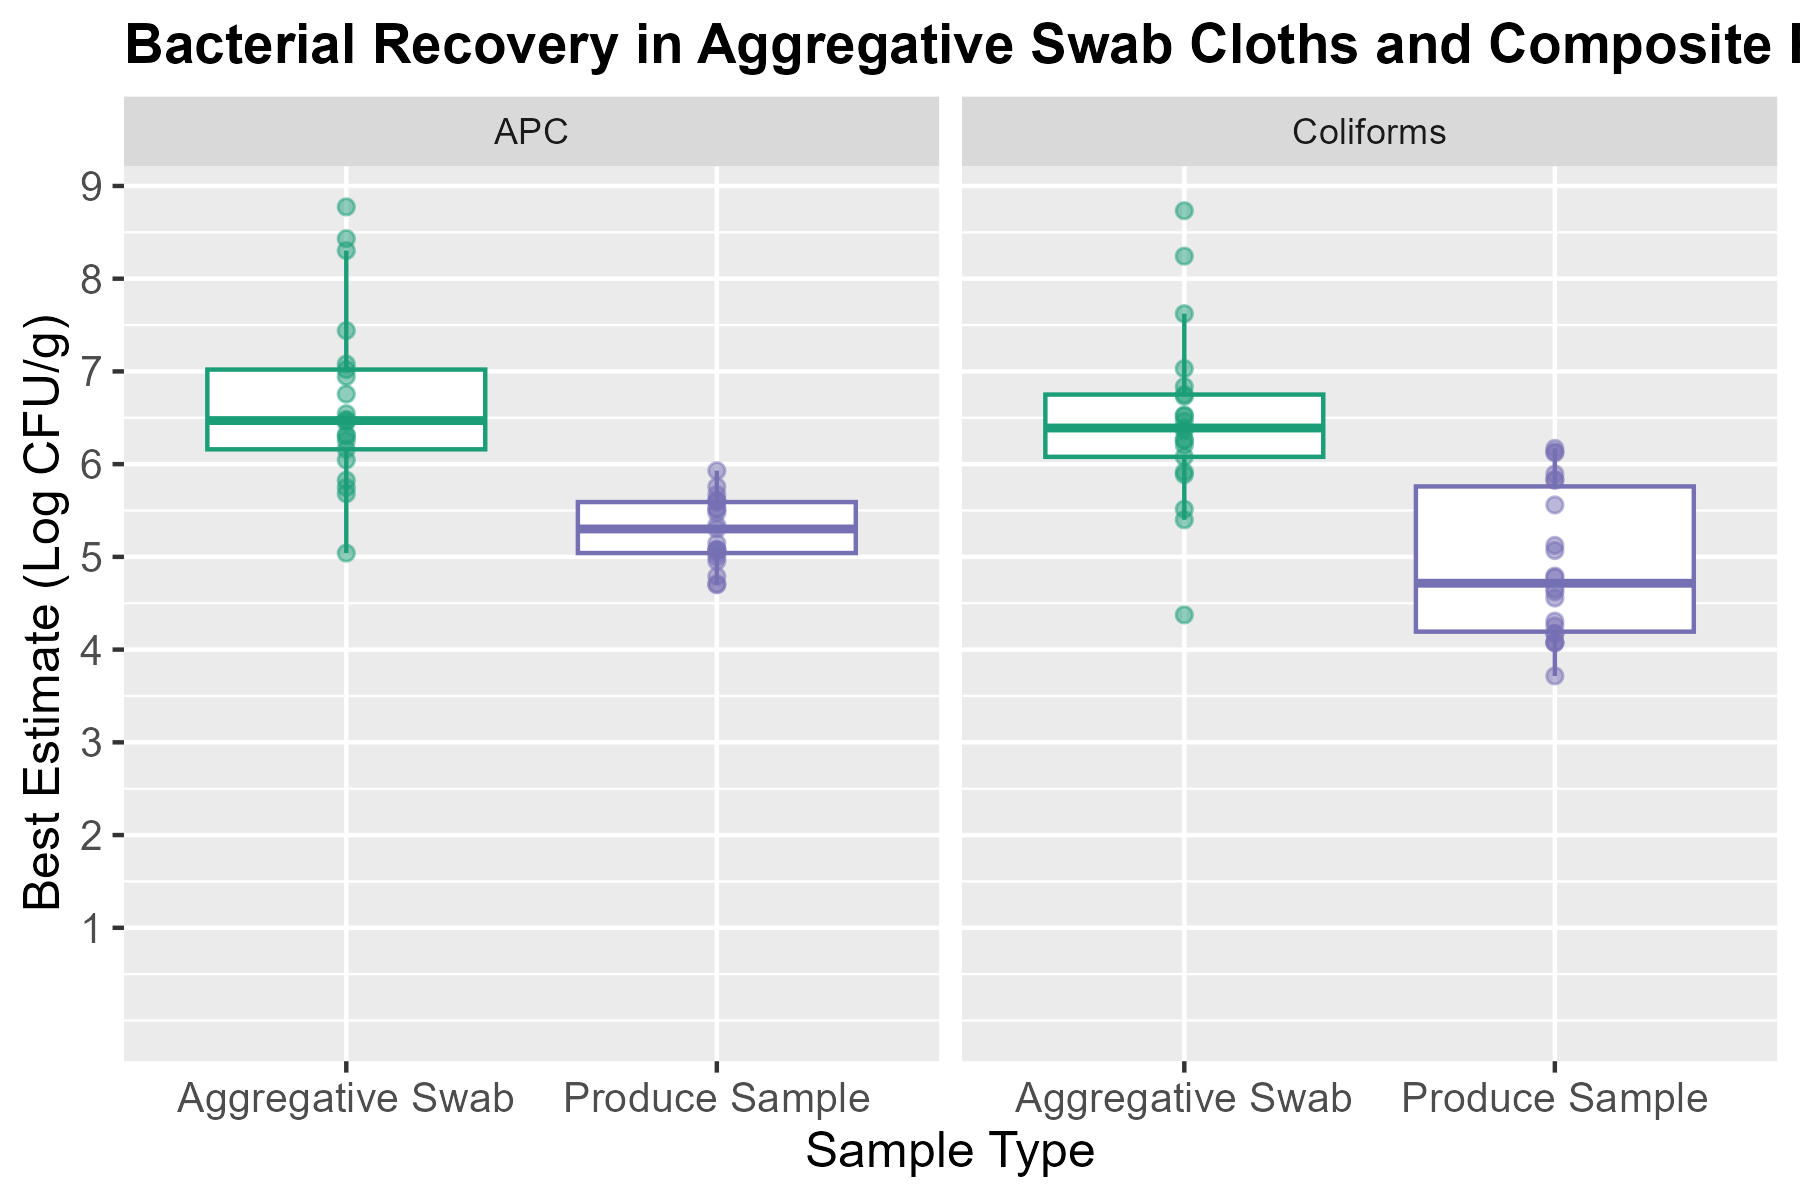 Bacterial Recovery in Aggregative Swab Cloths and Composite
APC
Coliforms
Best Estimate (Log CFU/g)
9
8
7
6
5
4
3
2
1
Aggregative Swab
Produce Sample
Aggregative Swab
Produce Sample
Sample Type